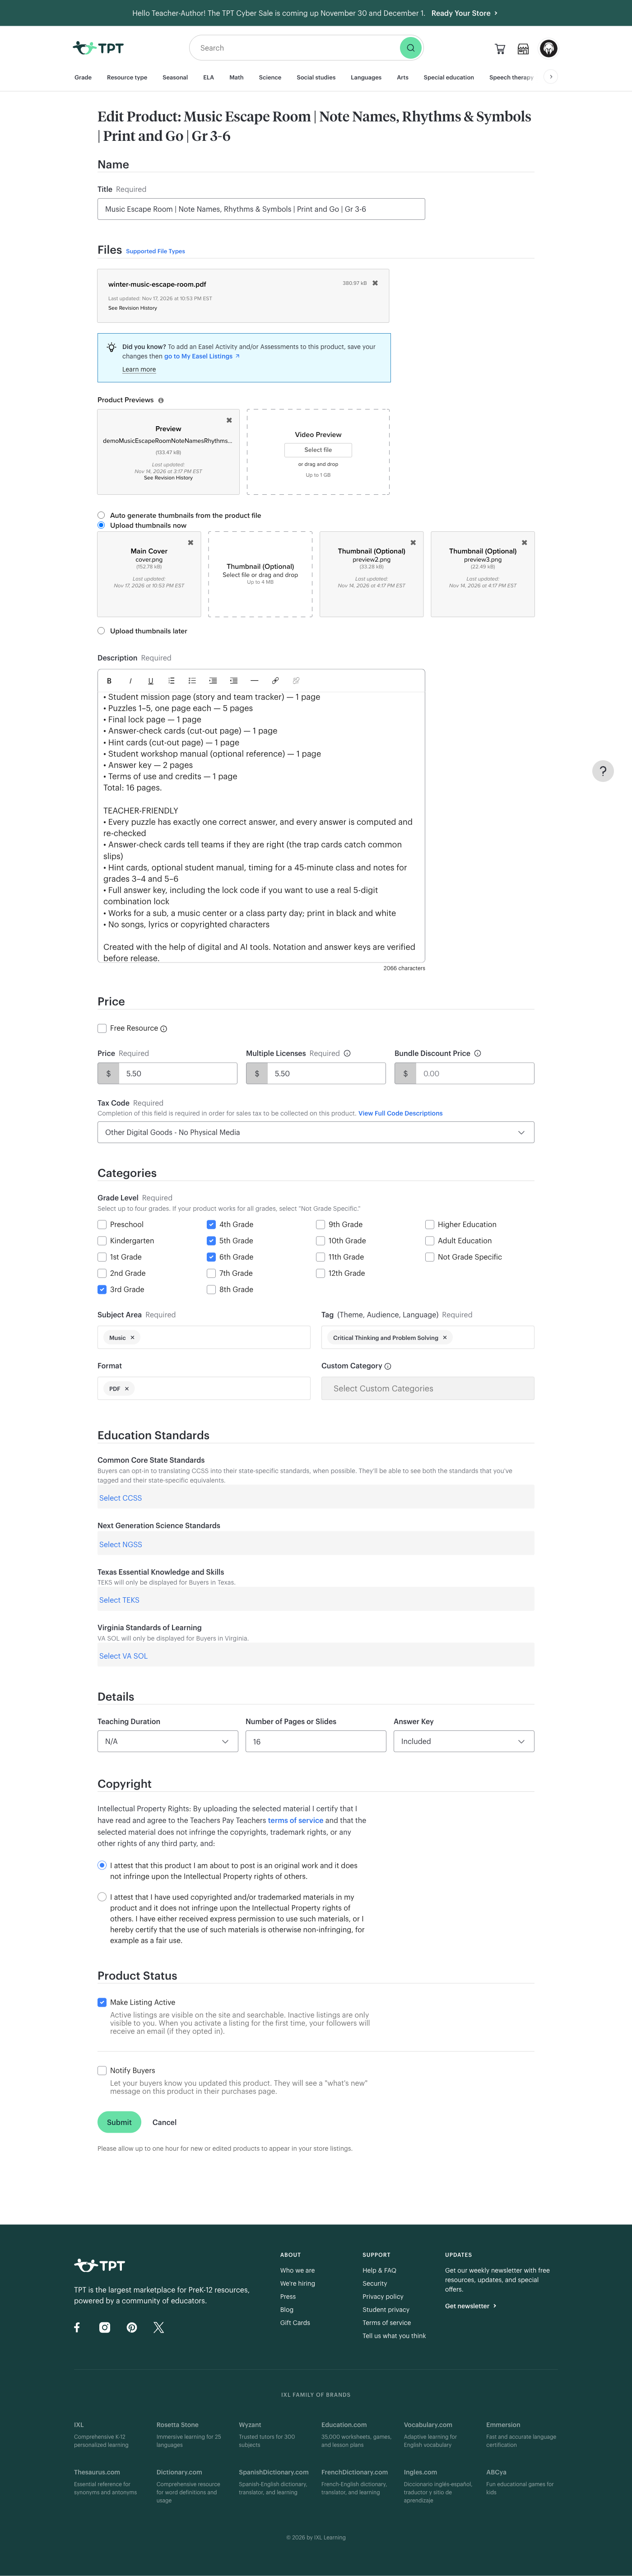 Hello Teacher-Author! The TPT Cyber Sale is coming up November 30 and December 1. Ready Your Store
TPT
Search
Grade Resource type Seasonal ELA Math Science Social studies Languages Arts Special education Speech therapy
Edit Product: Music Escape Room | Note Names, Rhythms & Symbols
| Print and Go | Gr 3-6
Name
Title Required
Music Escape Room | Note Names, Rhythms & Symbols | Print and Go | Gr 3-6
Files Supported File Types
winter-music-escape-room.pdf 380.97 kB
Last updated: Nov 17, 2026 at 10:53 PM EST
See Revision History
Did you know? To add an Easel Activity and/or Assessments to this product, save your
changes then go to My Easel Listings
Learn more
Product Previews
Preview
demoMusicEscapeRoomNoteNamesRhythms...
(133.47 kB)
Last updated:
Nov 14, 2026 at 3:17 PM EST
See Revision History
Video Preview
Select file
or drag and drop
Up to 1 GB
Auto generate thumbnails from the product file
Upload thumbnails now
Main Cover
cover.png
(152.78 kB)
Last updated:
Nov 17, 2026 at 10:53 PM EST
Thumbnail (Optional)
Select file or drag and drop
Up to 4 MB
Thumbnail (Optional)
preview2.png
(33.28 kB)
Last updated:
Nov 14, 2026 at 4:17 PM EST
Thumbnail (Optional)
preview3.png
(22.49 kB)
Last updated:
Nov 14, 2026 at 4:17 PM EST
Upload thumbnails later
Description Required
B I U
• Student mission page (story and team tracker) — 1 page
• Puzzles 1–5, one page each — 5 pages
• Final lock page — 1 page
• Answer-check cards (cut-out page) — 1 page
• Hint cards (cut-out page) — 1 page
• Student workshop manual (optional reference) — 1 page
• Answer key — 2 pages
• Terms of use and credits — 1 page
Total: 16 pages.
TEACHER-FRIENDLY
• Every puzzle has exactly one correct answer, and every answer is computed and
re-checked
• Answer-check cards tell teams if they are right (the trap cards catch common
slips)
• Hint cards, optional student manual, timing for a 45-minute class and notes for
grades 3–4 and 5–6
• Full answer key, including the lock code if you want to use a real 5-digit
combination lock
• Works for a sub, a music center or a class party day; print in black and white
• No songs, lyrics or copyrighted characters
Created with the help of digital and AI tools. Notation and answer keys are verified
before release.
2066 characters
?
Price
Free Resource
Price Required
$ 5.50
Multiple Licenses Required
$ 5.50
Bundle Discount Price
$ 0.00
Tax Code Required
Completion of this field is required in order for sales tax to be collected on this product. View Full Code Descriptions
Other Digital Goods - No Physical Media
Categories
Grade Level Required
Select up to four grades. If your product works for all grades, select "Not Grade Specific."
Preschool 4th Grade 9th Grade Higher Education
Kindergarten 5th Grade 10th Grade Adult Education
1st Grade 6th Grade 11th Grade Not Grade Specific
2nd Grade 7th Grade 12th Grade
3rd Grade 8th Grade
Subject Area Required
Music
Tag (Theme, Audience, Language) Required
Critical Thinking and Problem Solving
Format
PDF
Custom Category
Select Custom Categories
Education Standards
Common Core State Standards
Buyers can opt-in to translating CCSS into their state-specific standards, when possible. They'll be able to see both the standards that you've
tagged and their state-specific equivalents.
Select CCSS
Next Generation Science Standards
Select NGSS
Texas Essential Knowledge and Skills
TEKS will only be displayed for Buyers in Texas.
Select TEKS
Virginia Standards of Learning
VA SOL will only be displayed for Buyers in Virginia.
Select VA SOL
Details
Teaching Duration Number of Pages or Slides Answer Key
N/A 16 Included
Copyright
Intellectual Property Rights: By uploading the selected material I certify that I
have read and agree to the Teachers Pay Teachers terms of service and that the
selected material does not infringe the copyrights, trademark rights, or any
other rights of any third party, and:
I attest that this product I am about to post is an original work and it does
not infringe upon the Intellectual Property rights of others.
I attest that I have used copyrighted and/or trademarked materials in my
product and it does not infringe upon the Intellectual Property rights of
others. I have either received express permission to use such materials, or I
hereby certify that the use of such materials is otherwise non-infringing, for
example as a fair use.
Product Status
Make Listing Active
Active listings are visible on the site and searchable. Inactive listings are only
visible to you. When you activate a listing for the first time, your followers will
receive an email (if they opted in).
Notify Buyers
Let your buyers know you updated this product. They will see a "what's new"
message on this product in their purchases page.
Submit Cancel
Please allow up to one hour for new or edited products to appear in your store listings.
TPT
TPT is the largest marketplace for PreK-12 resources,
powered by a community of educators.
ABOUT
Who we are
We're hiring
Press
Blog
Gift Cards
SUPPORT
Help & FAQ
Security
Privacy policy
Student privacy
Terms of service
Tell us what you think
UPDATES
Get our weekly newsletter with free
resources, updates, and special
offers.
Get newsletter
IXL FAMILY OF BRANDS
IXL
Comprehensive K-12
personalized learning
Rosetta Stone
Immersive learning for 25
languages
Wyzant
Trusted tutors for 300
subjects
Education.com
35,000 worksheets, games,
and lesson plans
Vocabulary.com
Adaptive learning for
English vocabulary
Emmersion
Fast and accurate language
certification
Thesaurus.com
Essential reference for
synonyms and antonyms
Dictionary.com
Comprehensive resource
for word definitions and
usage
SpanishDictionary.com
Spanish-English dictionary,
translator, and learning
FrenchDictionary.com
French-English dictionary,
translator, and learning
Ingles.com
Diccionario inglés-español,
traductor y sitio de
aprendizaje
ABCya
Fun educational games for
kids
© 2026 by IXL Learning